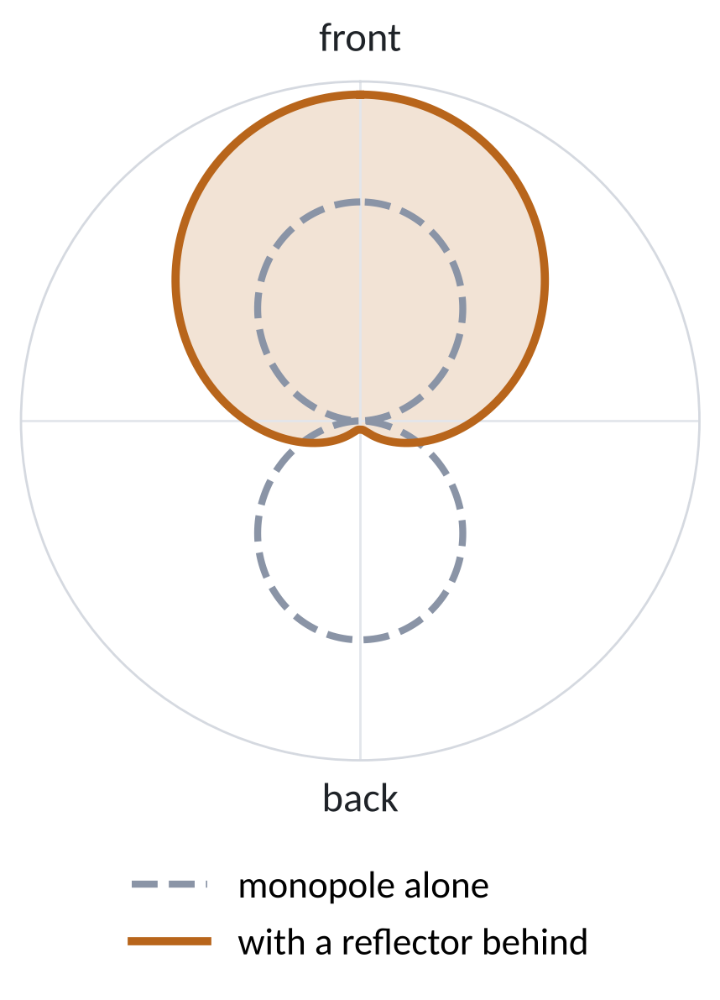 front
back
monopole alone
with a reflector behind